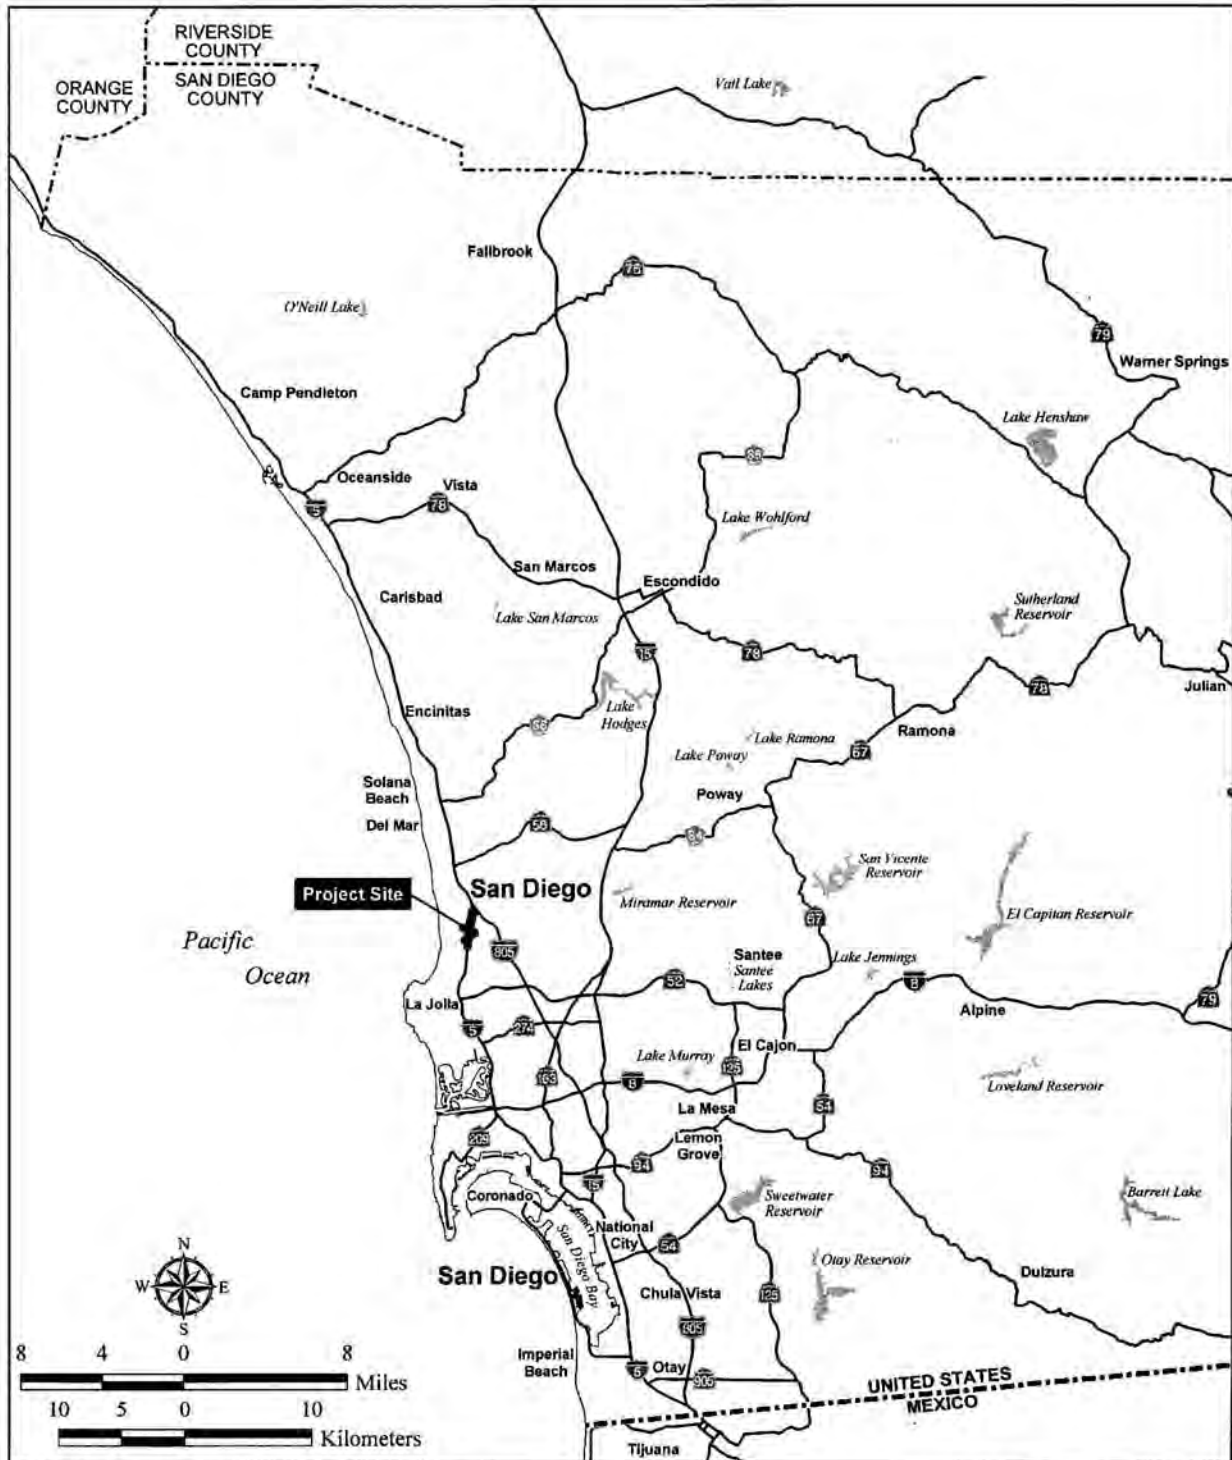 RIVERSIDE
COUNTY
ORANGE
COUNTY
SAN DIEGO
COUNTY
Vail Lake
Fallbrook
76
O'Neill Lake
79
Warner Springs
Camp Pendleton
Lake Henshaw
Oceanside
Vista
5
78
Lake Wohlford
San Marcos
Escondido
Carlsbad
Lake San Marcos
Sutherland
Reservoir
15
78
78
Julian
Encinitas
Lake
Hodges
Ramona
Lake Ramona
67
Lake Poway
Solana
Beach
Poway
Del Mar
56
San Vicente
Reservoir
Project Site
San Diego
Miramar Reservoir
67
El Capitan Reservoir
Pacific
Ocean
805
Santee
Santee
Lakes
Lake Jennings
52
8
79
La Jolla
Alpine
5
274
El Cajon
Lake Murray
163
8
125
Loveland Reservoir
La Mesa
54
209
Lemon
Grove
94
94
15
Coronado
Sweetwater
Reservoir
Barrett Lake
National
City
San Diego Bay
54
Otay Reservoir
San Diego
Dulzura
Chula Vista
125
805
N
W
E
S
Imperial
Beach
5
Otay
905
UNITED STATES
MEXICO
Tijuana
8 4 0 8
Miles
10 5 0 10
Kilometers